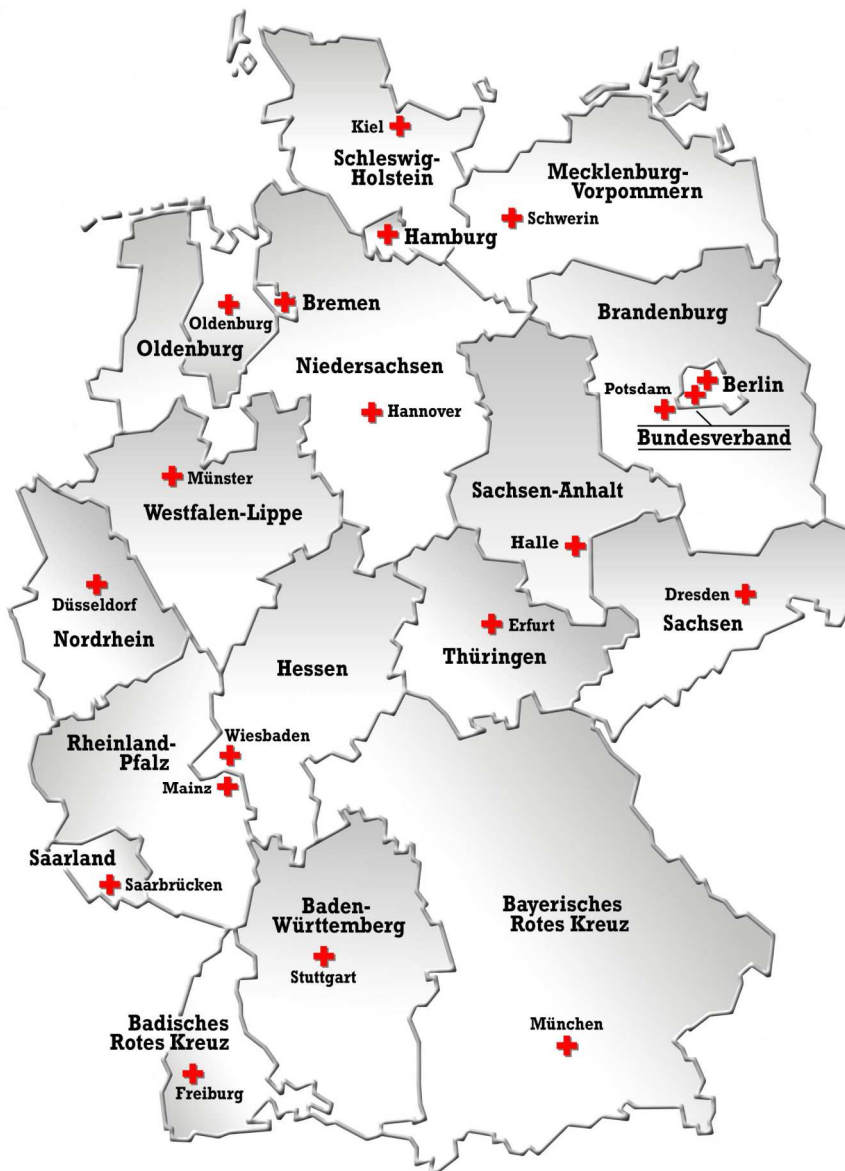 Kiel
Schleswig-
Holstein
Mecklenburg-
Vorpommern
Schwerin
Hamburg
Bremen
Oldenburg
Oldenburg
Niedersachsen
Hannover
Brandenburg
Potsdam
Berlin
Bundesverband
Münster
Westfalen-Lippe
Sachsen-Anhalt
Halle
Düsseldorf
Nordrhein
Dresden
Sachsen
Erfurt
Thüringen
Hessen
Wiesbaden
Rheinland-
Pfalz
Mainz
Saarland
Saarbrücken
Baden-
Württemberg
Stuttgart
Bayerisches
Rotes Kreuz
München
Badisches
Rotes Kreuz
Freiburg